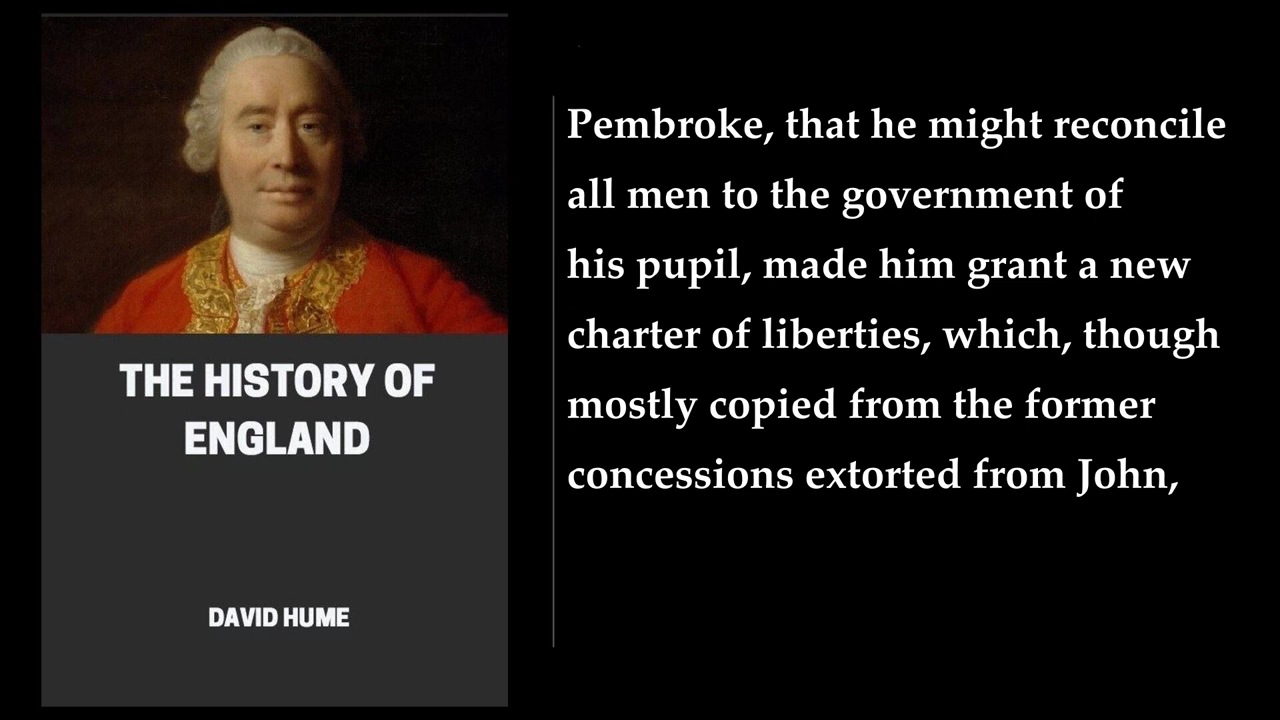 THE HISTORY OF
ENGLAND
DAVID HUME
Pembroke, that he might reconcile
all men to the government of
his pupil, made him grant a new
charter of liberties, which, though
mostly copied from the former
concessions extorted from John,